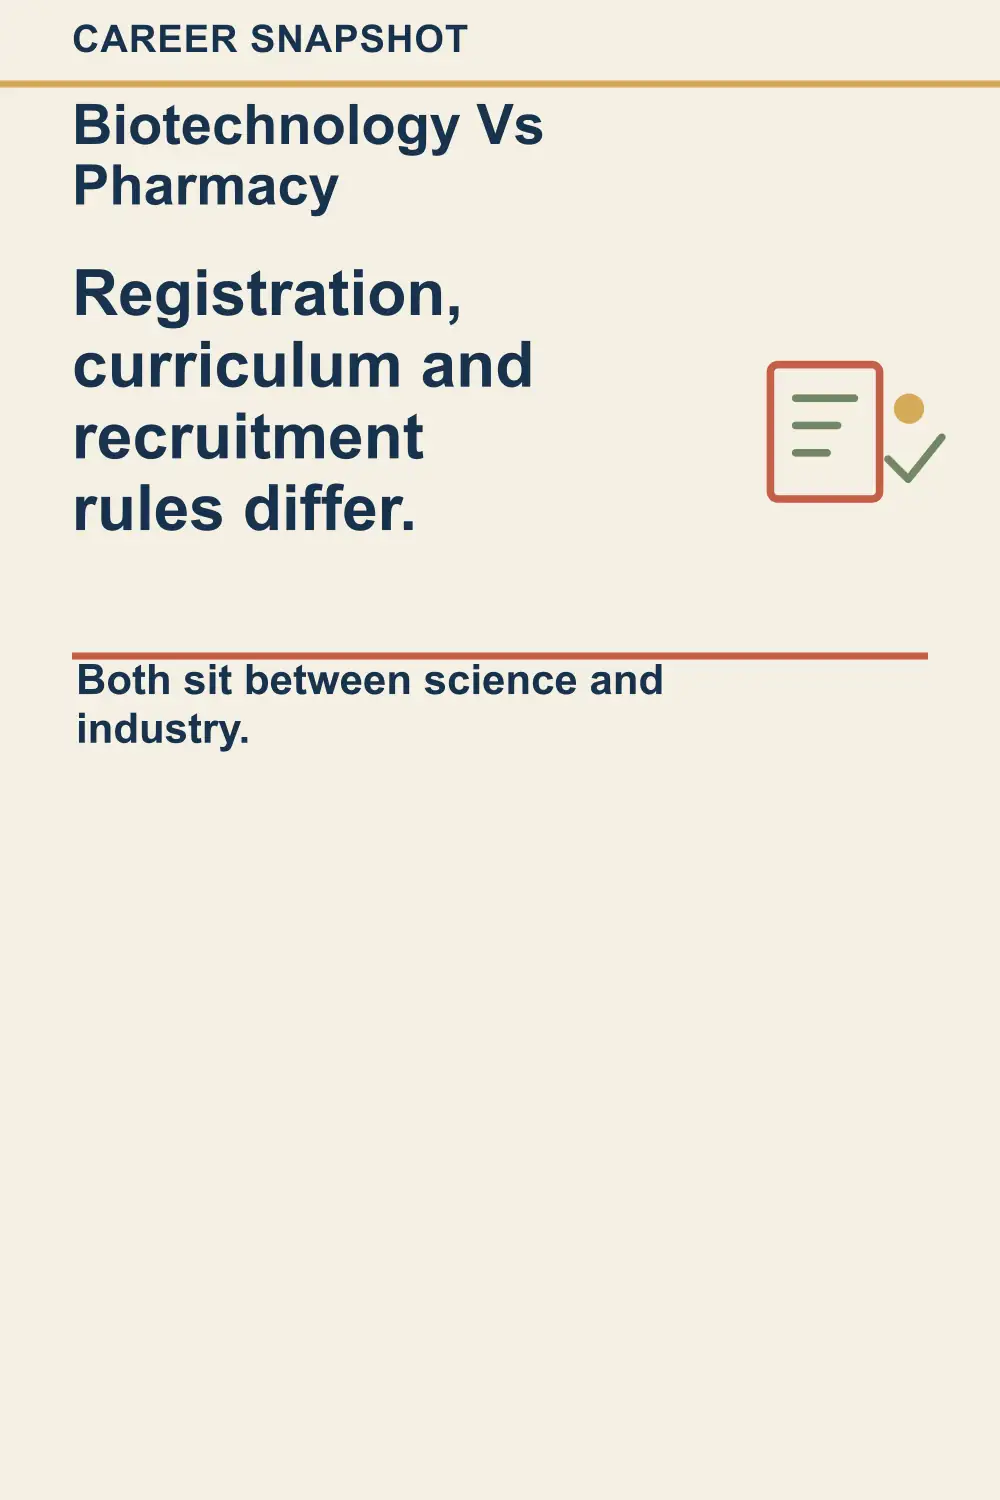 CAREER SNAPSHOT
Biotechnology Vs
Pharmacy
Registration,
curriculum and
recruitment
rules differ.
Both sit between science and
industry.